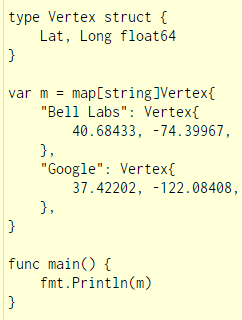 type Vertex struct {
    Lat, Long float64
}

var m = map[string]Vertex{
    "Bell Labs": Vertex{
        40.68433, -74.39967,
    },
    "Google": Vertex{
        37.42202, -122.08408,
    },
}

func main() {
    fmt.Println(m)
}